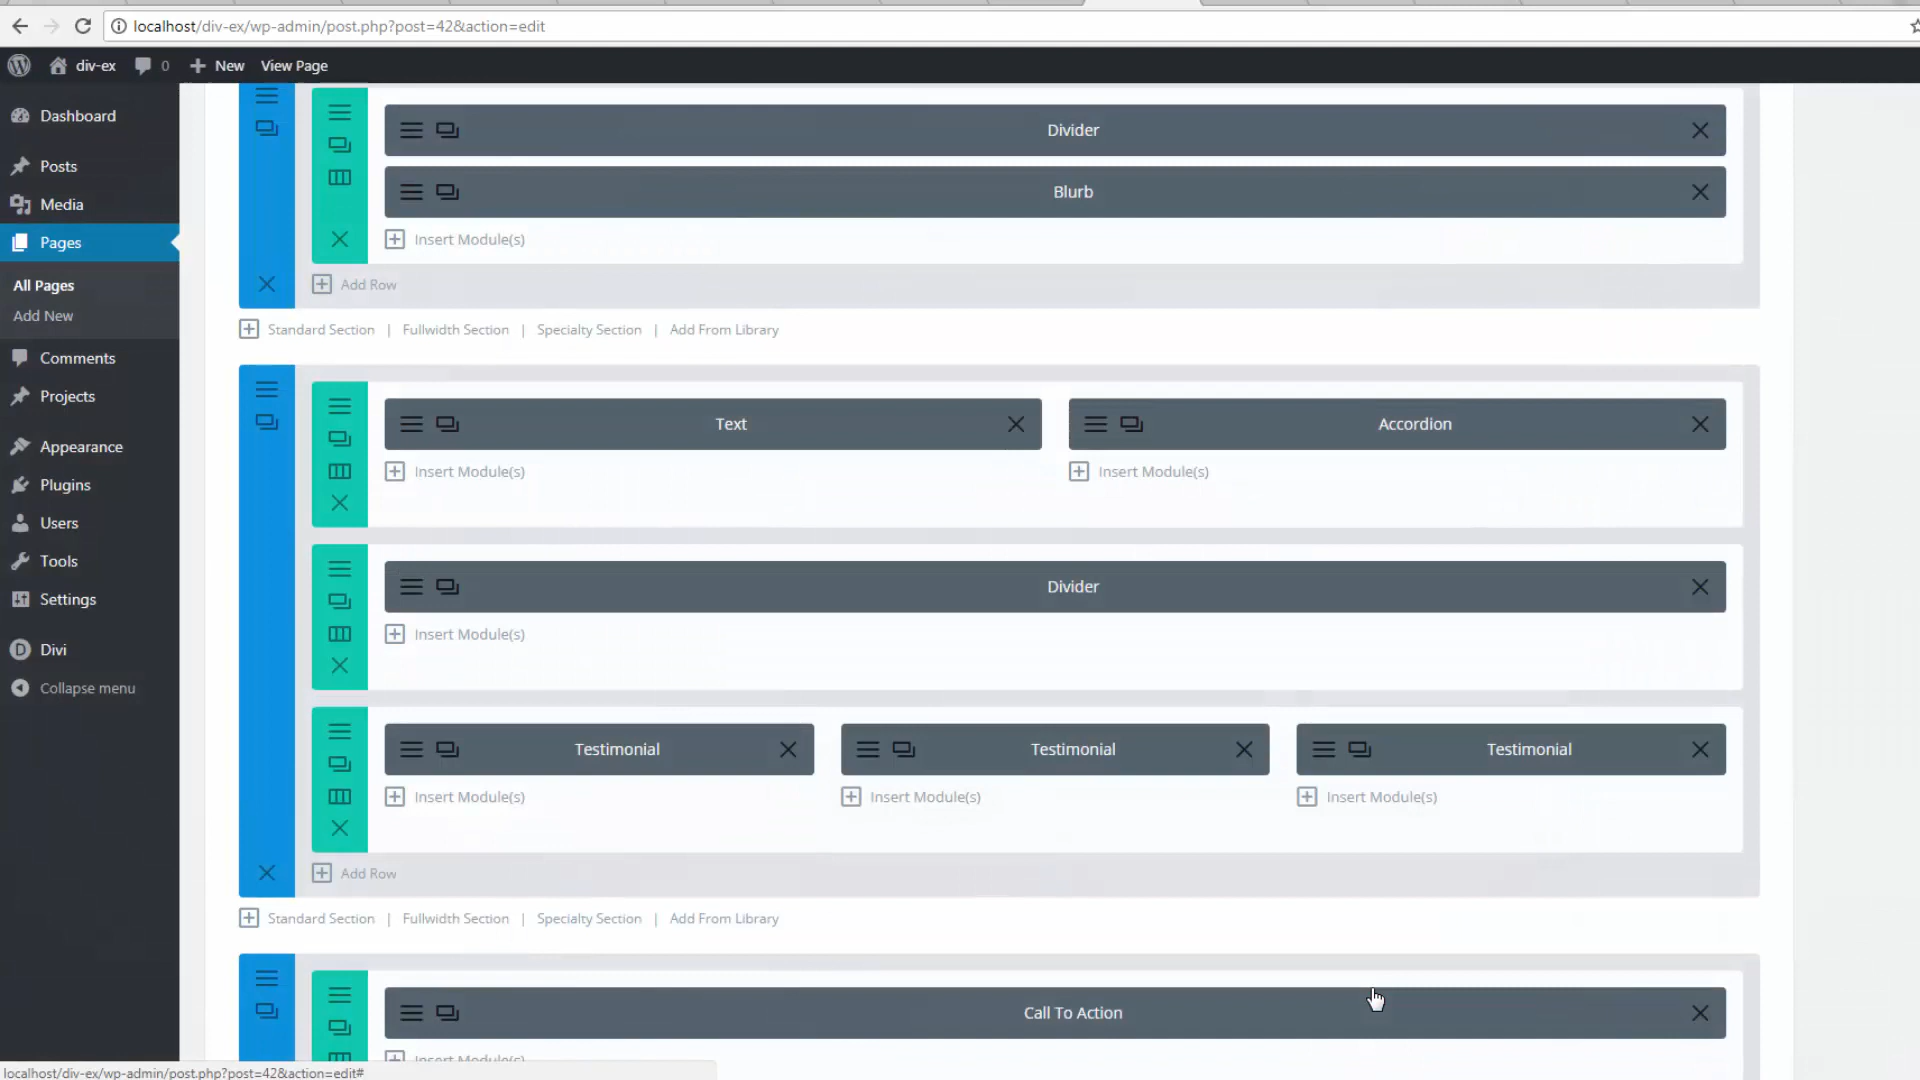 localhost/div-ex/wp-admin/post.php?post=42&action=edit
div-ex 0 New View Page
Dashboard
Posts
Media
Pages
All Pages
Add New
Comments
Projects
Appearance
Plugins
Users
Tools
Settings
Divi
Collapse menu
Divider
Blurb
Insert Module(s)
Add Row
Standard Section | Fullwidth Section | Specialty Section | Add From Library
Text Accordion
Insert Module(s) Insert Module(s)
Divider
Insert Module(s)
Testimonial Testimonial Testimonial
Insert Module(s) Insert Module(s) Insert Module(s)
Add Row
Standard Section | Fullwidth Section | Specialty Section | Add From Library
Call To Action
Insert Module(s)
localhost/div-ex/wp-admin/post.php?post=42&action=edit#